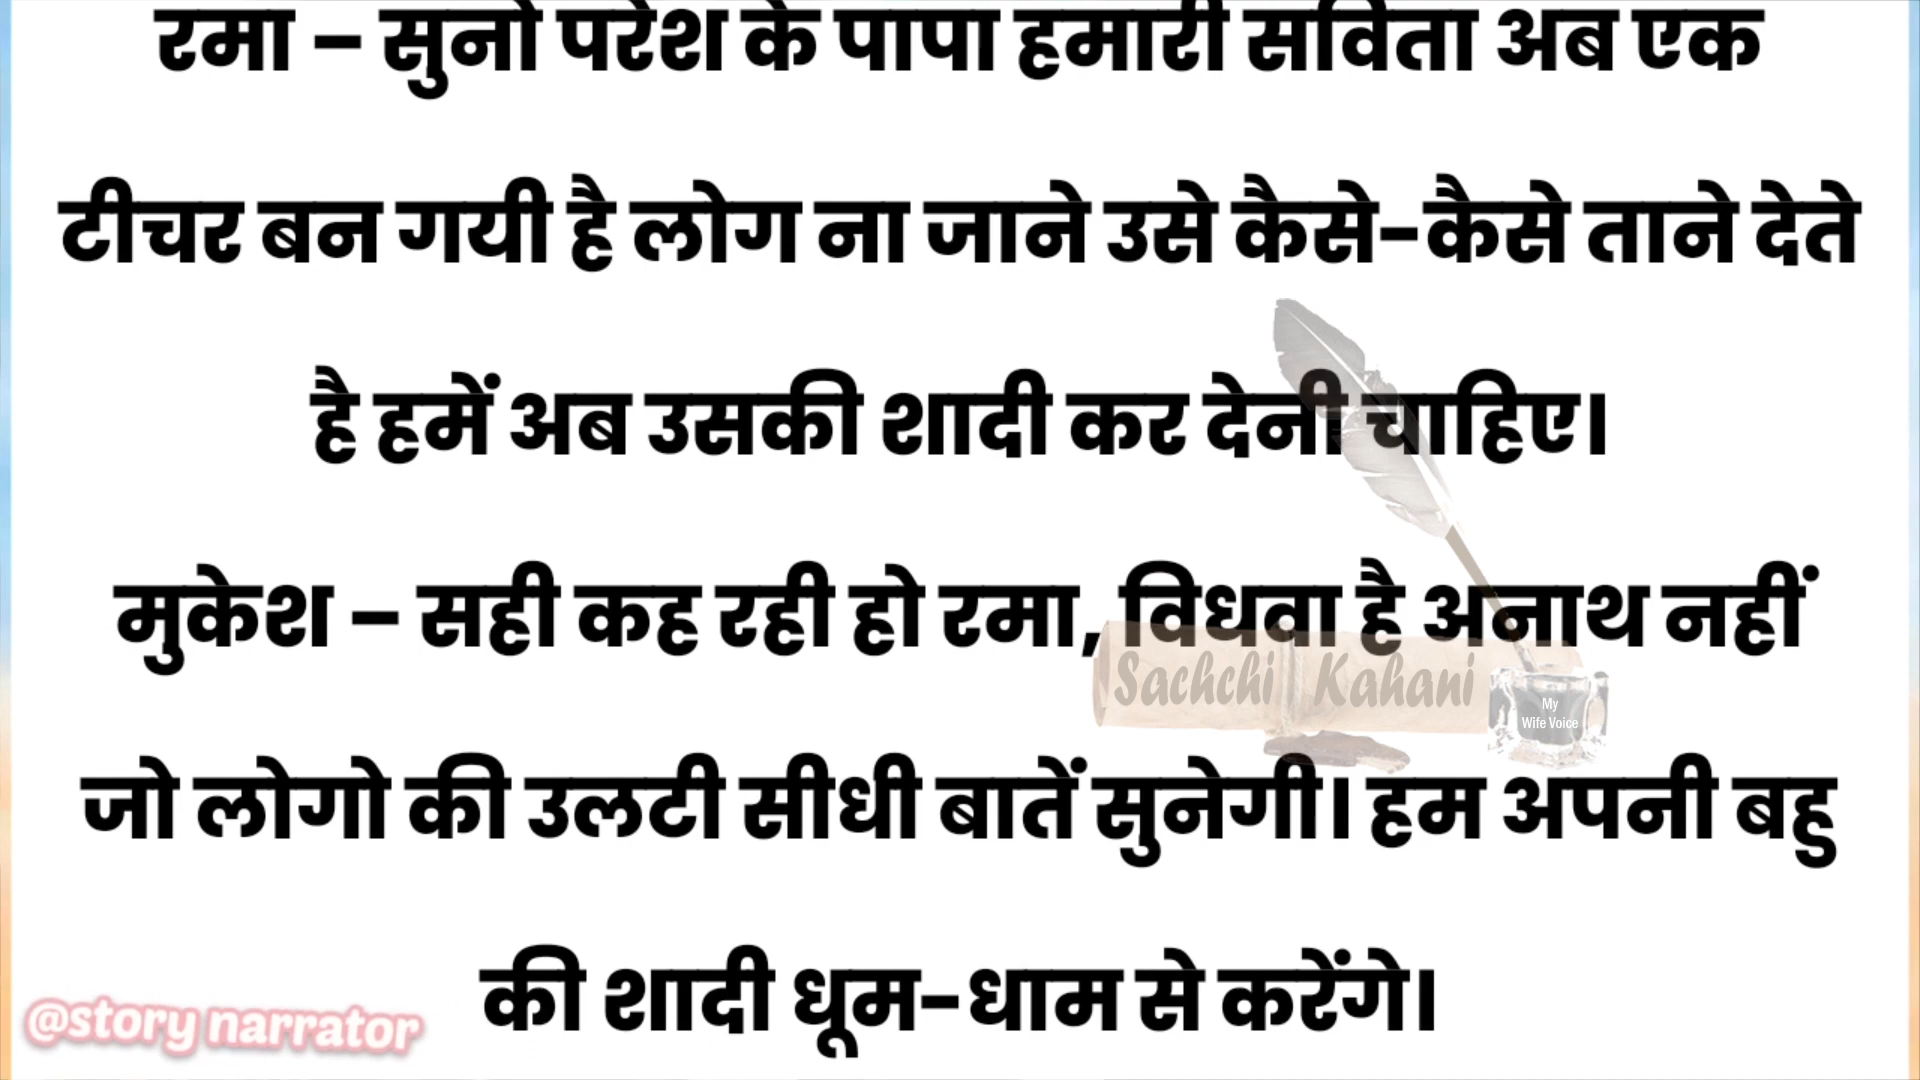 रमा – सुनो परेश के पापा हमारी सविता अब एक
टीचर बन गयी है लोग ना जाने उसे कैसे-कैसे ताने देते
है हमें अब उसकी शादी कर देनी चाहिए।
मुकेश – सही कह रही हो रमा, विधवा है अनाथ नहीं
Sachchi Kahani
My
Wife Voice
जो लोगो की उलटी सीधी बातें सुनेगी। हम अपनी बहु
की शादी धूम-धाम से करेंगे।
@story narrator